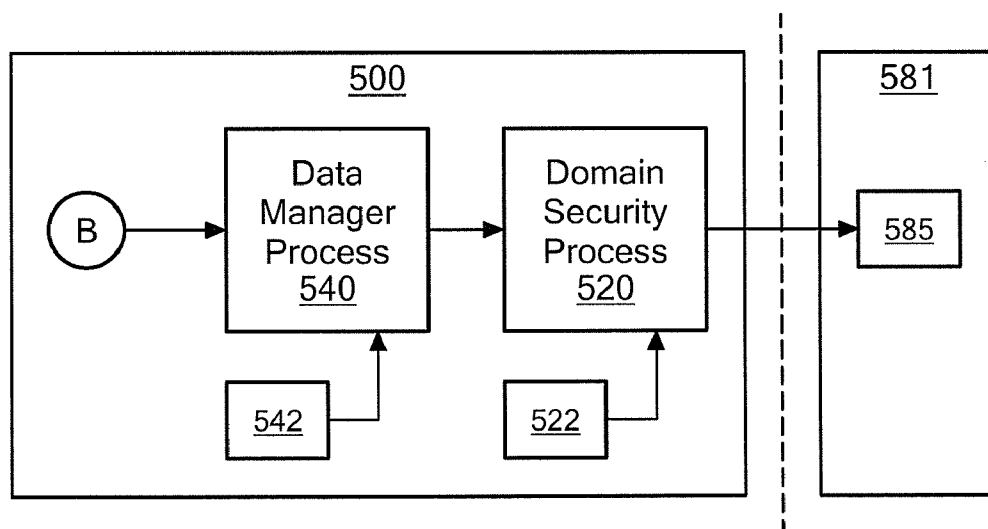 500
581
B
Data
Manager
Process
540
Domain
Security
Process
520
585
542
522